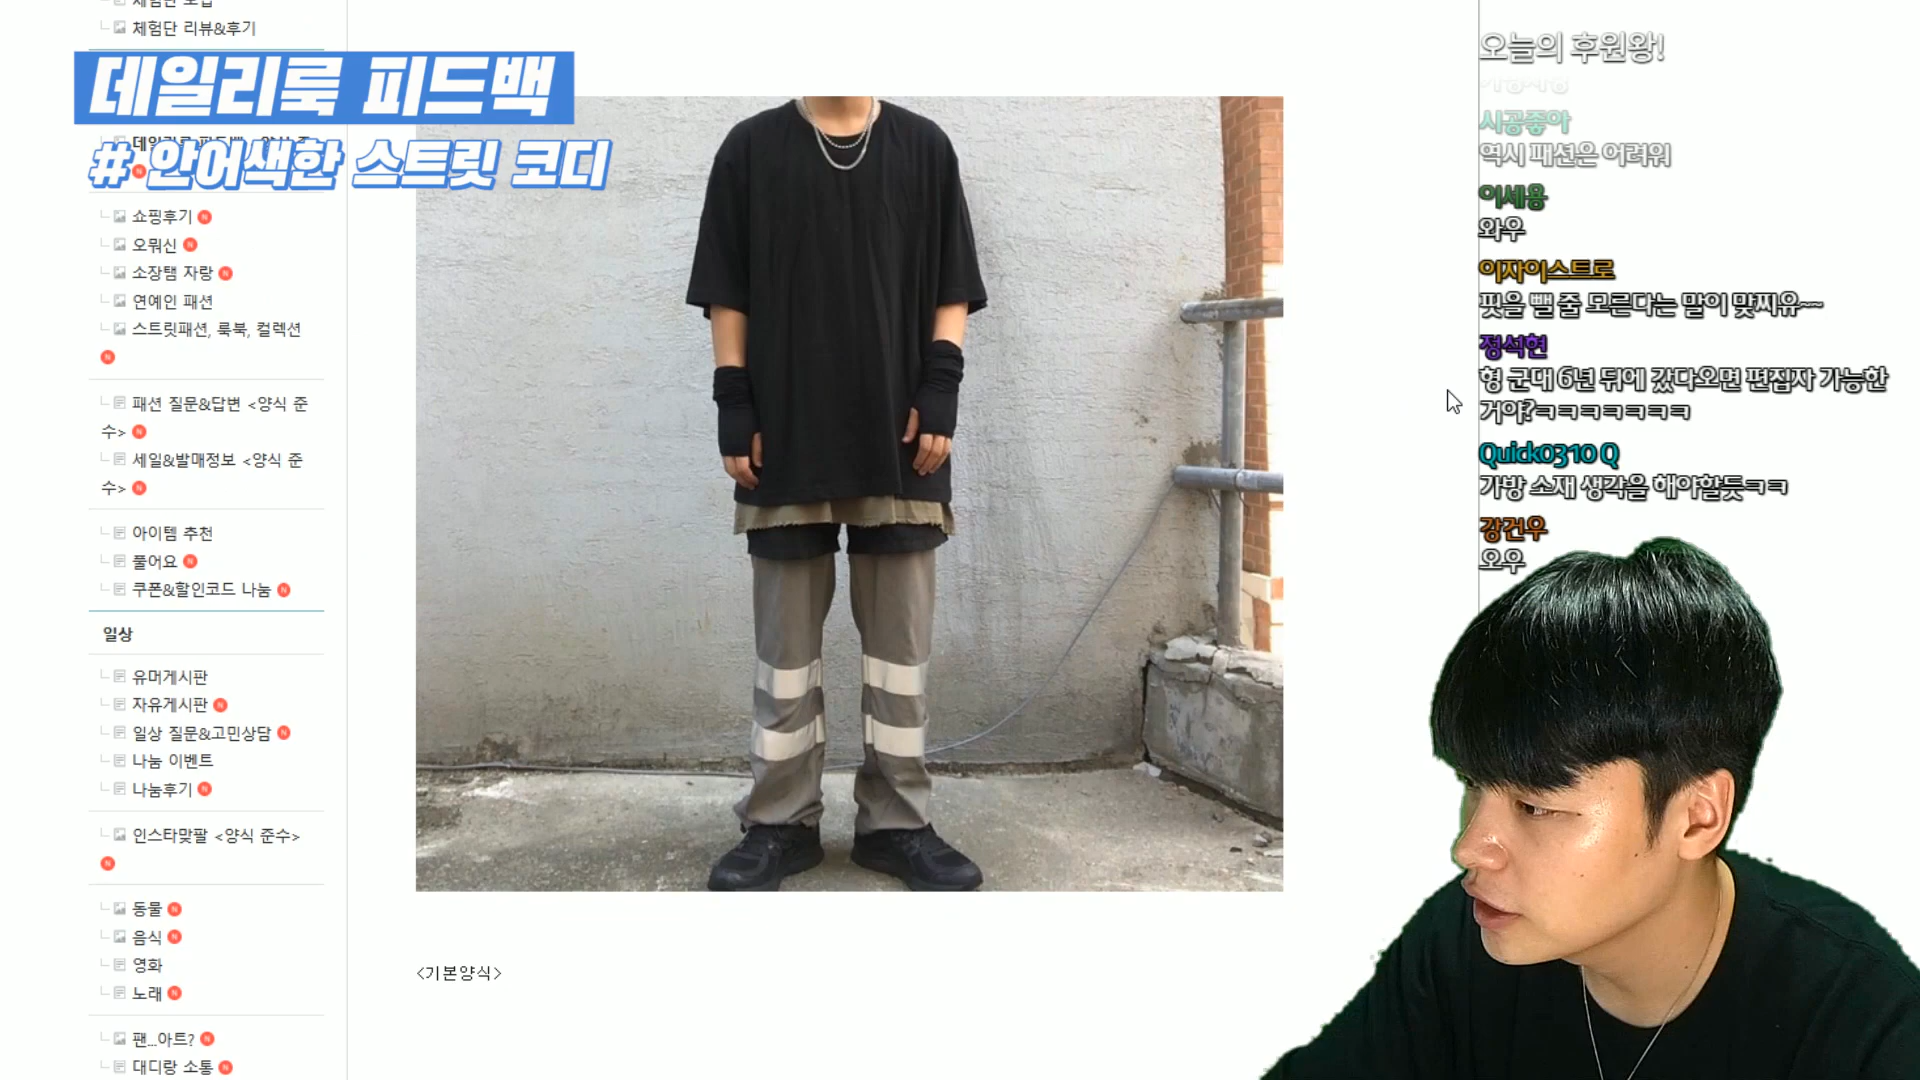 체험단 리뷰&후기
데일리룩 피드백
# 안어색한 스트릿 코디
쇼핑후기 N
오뭐신 N
소장탬 자랑 N
연예인 패션
스트릿패션, 룩북, 컬렉션
N
패션 질문&답변 <양식 준
수> N
세일&발매정보 <양식 준
수> N
아이템 추천
풀어요 N
쿠폰&할인코드 나눔 N
일상
유머게시판
자유게시판 N
일상 질문&고민상담 N
나눔 이벤트
나눔후기 N
인스타맞팔 <양식 준수>
N
동물 N
음식 N
영화
노래 N
팬...아트? N
대디랑 소통 N
<기본양식>
오늘의 후원왕!
시공좋아
역시 패션은 어려워
이세용
와우
이자이스트로
핏을 뺄 줄 모른다는 말이 맞찌유~~
정석현
형 군대 6년 뒤에 갔다오면 편집자 가능한
거야?ㅋㅋㅋㅋㅋㅋㅋ
Quick0310 Q
가방 소재 생각을 해야할듯ㅋㅋ
강건우
오우